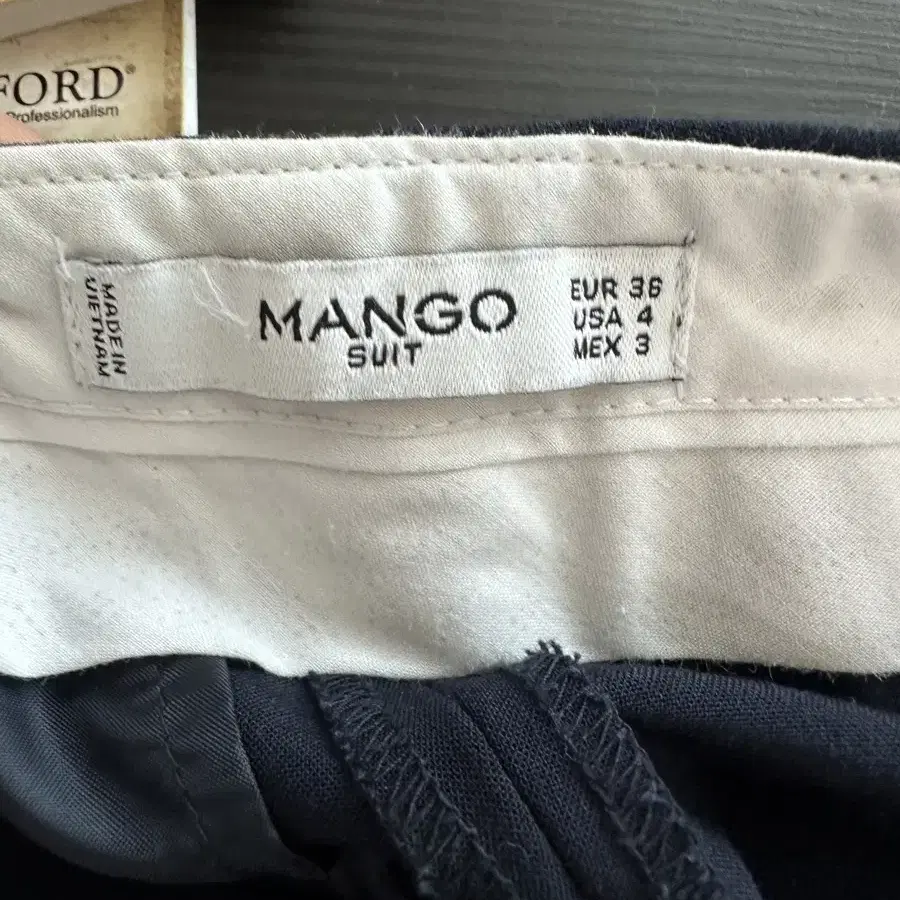 FORD®
Professionalism
MADE IN
VIETNAM
MANGO
SUIT
EUR 36
USA 4
MEX 3